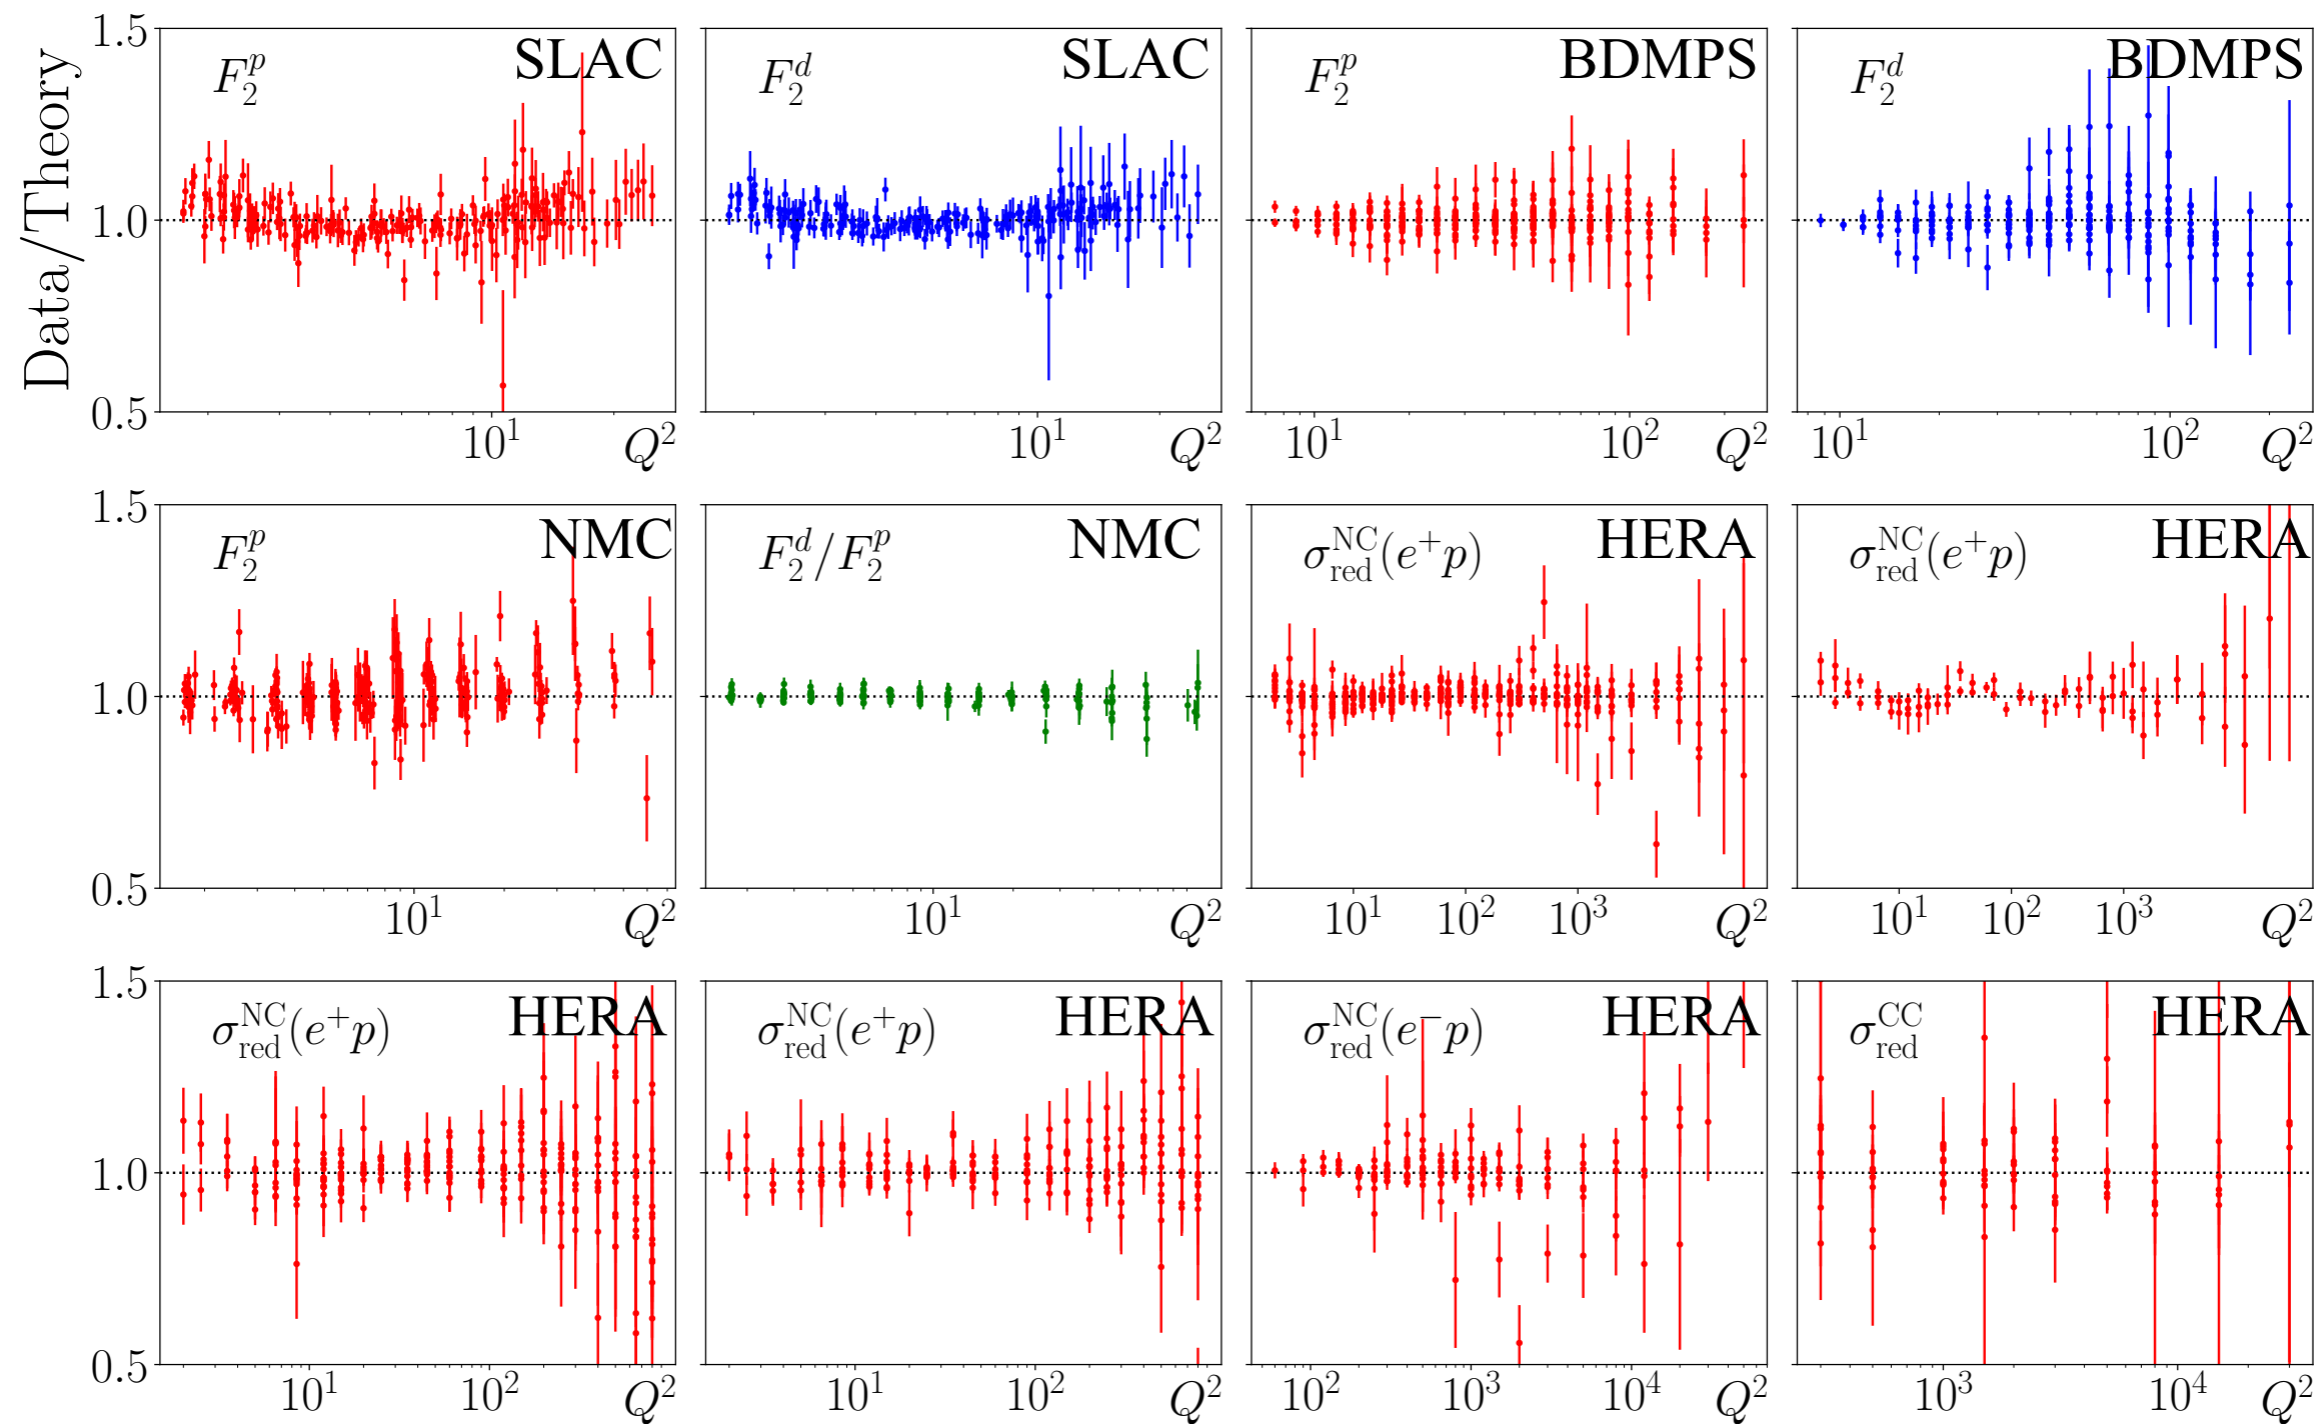 Data/Theory
1.5
1.0
0.5
F_2^p SLAC
10^1 Q^2
F_2^d SLAC
10^1 Q^2
F_2^p BDMPS
10^1 10^2 Q^2
F_2^d BDMPS
10^1 10^2 Q^2
1.5
1.0
0.5
F_2^p NMC
10^1 Q^2
F_2^d/F_2^p NMC
10^1 Q^2
σ_red^NC(e^+p) HERA
10^1 10^2 10^3 Q^2
σ_red^NC(e^+p) HERA
10^1 10^2 10^3 Q^2
1.5
1.0
0.5
σ_red^NC(e^+p) HERA
10^1 10^2 Q^2
σ_red^NC(e^+p) HERA
10^1 10^2 Q^2
σ_red^NC(e^−p) HERA
10^2 10^3 10^4 Q^2
σ_red^CC HERA
10^3 10^4 Q^2